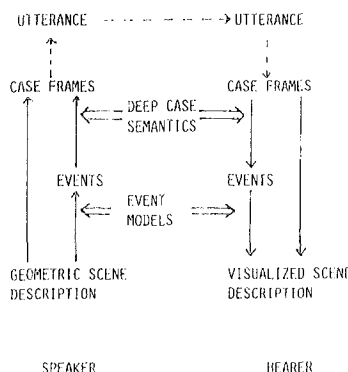 UTTERANCE UTTERANCE
CASE FRAMES CASE FRAMES
DEEP CASE
SEMANTICS
EVENTS EVENTS
EVENT
MODELS
GEOMETRIC SCENE VISUALIZED SCENE
DESCRIPTION DESCRIPTION
SPEAKER HEARER